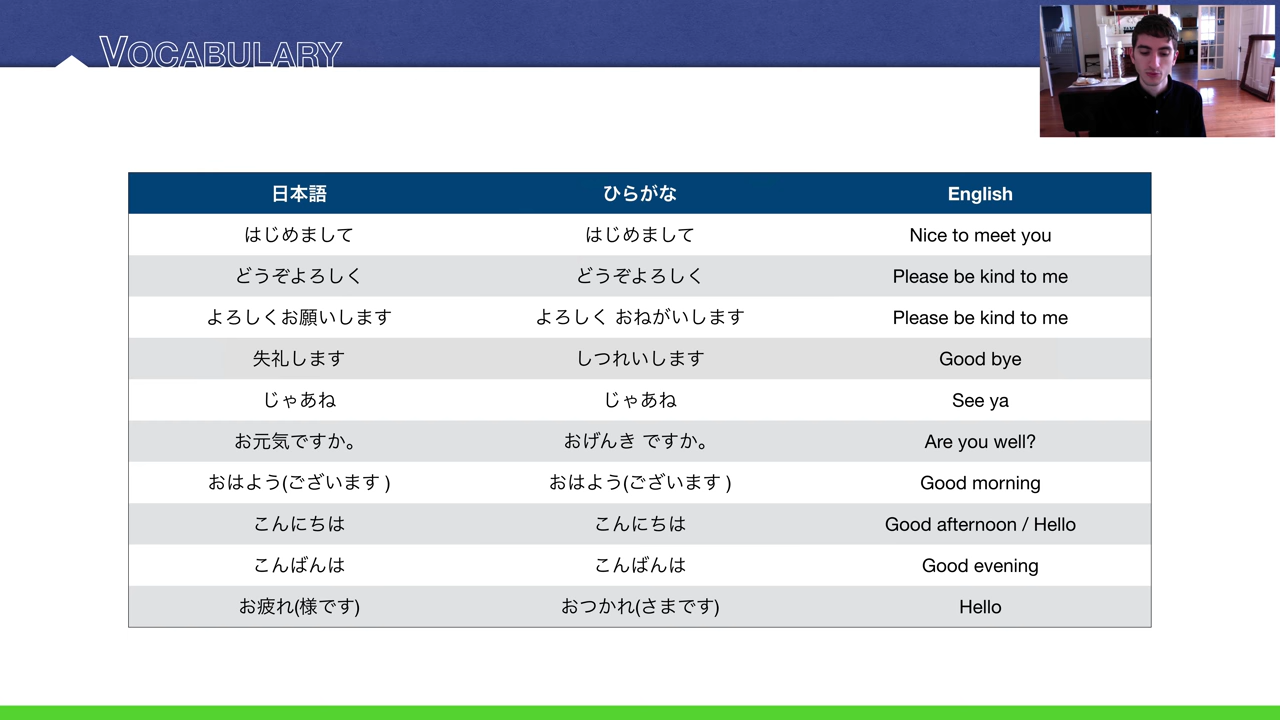 VOCABULARY
日本語 ひらがな English
はじめまして はじめまして Nice to meet you
どうぞよろしく どうぞよろしく Please be kind to me
よろしくお願いします よろしく おねがいします Please be kind to me
失礼します しつれいします Good bye
じゃあね じゃあね See ya
お元気ですか。 おげんき ですか。 Are you well?
おはよう(ございます ) おはよう(ございます ) Good morning
こんにちは こんにちは Good afternoon / Hello
こんばんは こんばんは Good evening
お疲れ(様です) おつかれ(さまです) Hello